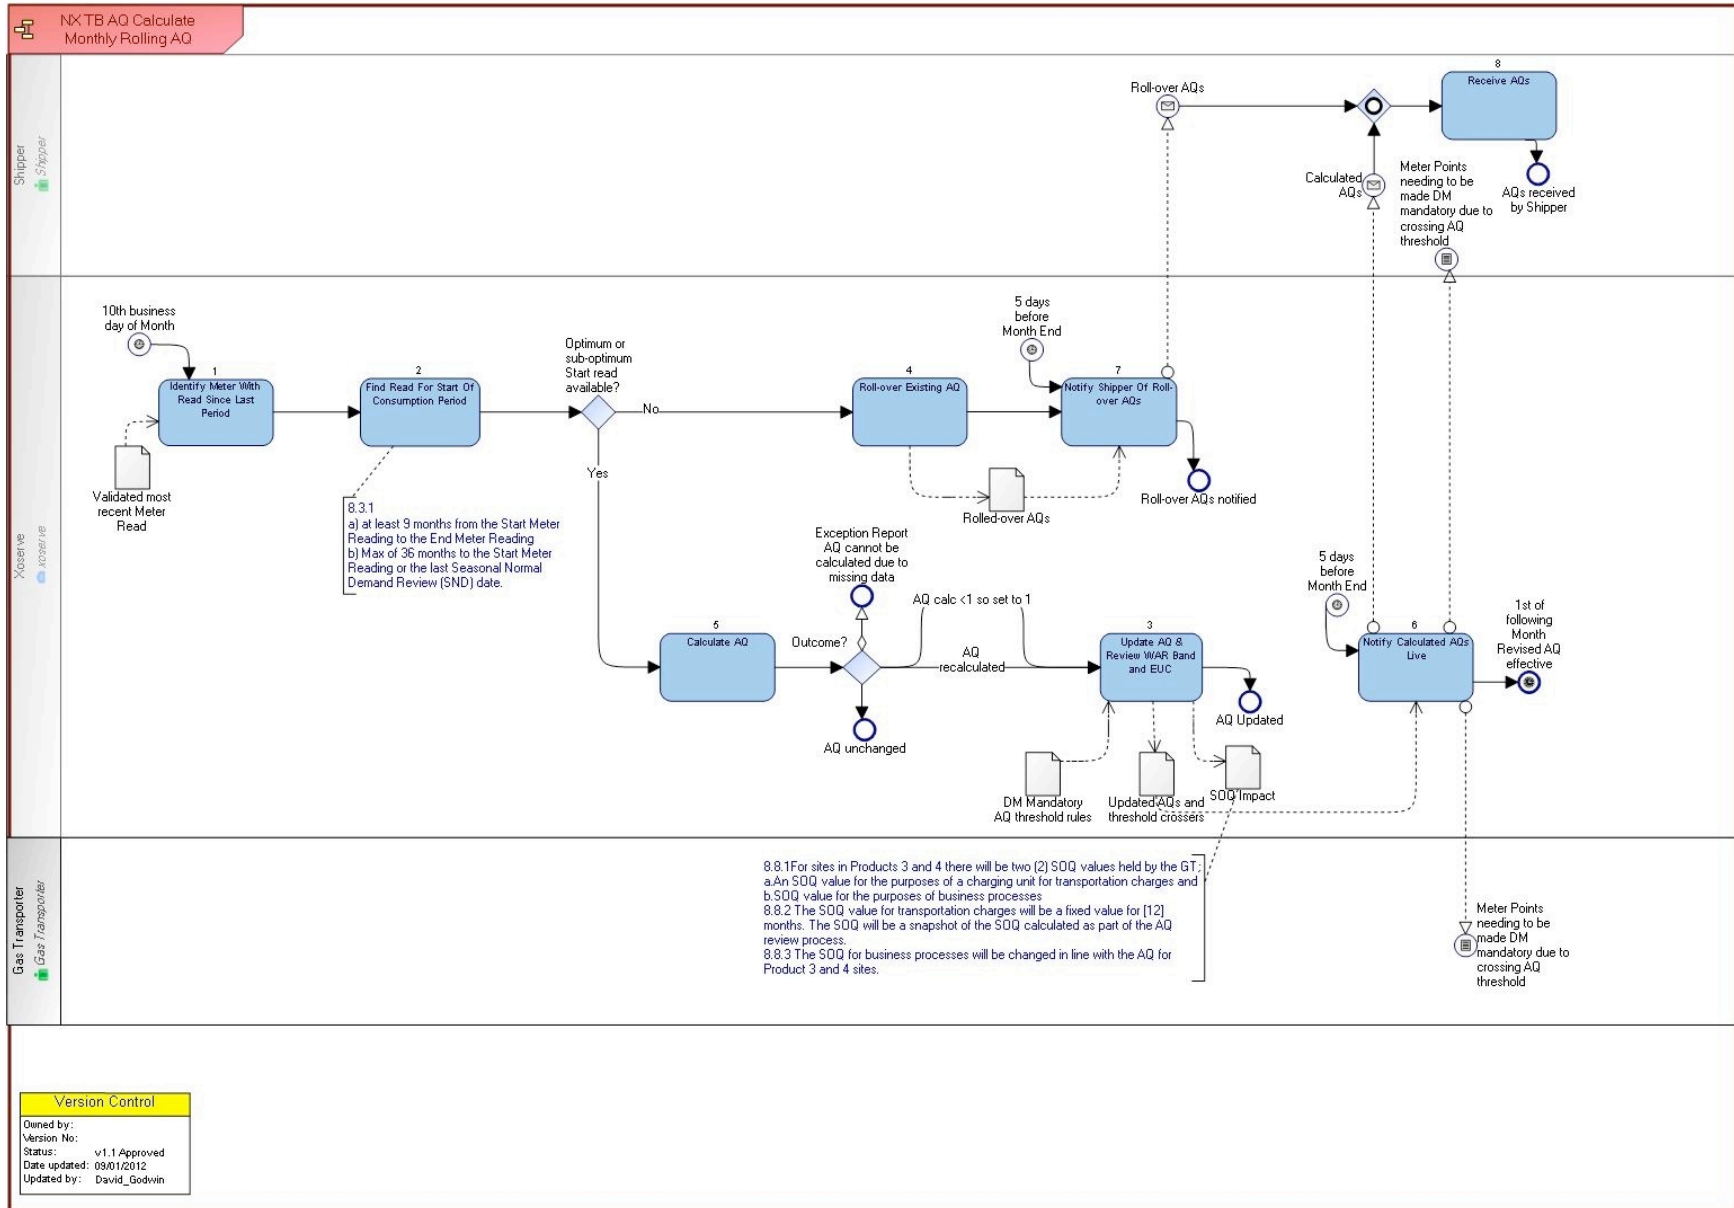 NX TB AQ Calculate
Monthly Rolling AQ
Shipper
Shipper
Roll-over AQs
8
Receive AQs
Calculated
AQs
Meter Points
needing to be
made DM
mandatory due to
crossing AQ
threshold
AQs received
by Shipper
Xoserve
xoserve
10th business
day of Month
1
Identify Meter With
Read Since Last
Period
Validated most
recent Meter
Read
2
Find Read For Start Of
Consumption Period
8.3.1
a) at least 9 months from the Start Meter
Reading to the End Meter Reading
b) Max of 36 months to the Start Meter
Reading or the last Seasonal Normal
Demand Review (SND) date.
Optimum or
sub-optimum
Start read
available?
No
Yes
4
Roll-over Existing AQ
Rolled-over AQs
5 days
before
Month End
7
Notify Shipper Of Roll-
over AQs
Roll-over AQs notified
5
Calculate AQ
Outcome?
Exception Report
AQ cannot be
calculated due to
missing data
AQ unchanged
AQ calc <1 so set to 1
AQ
recalculated
3
Update AQ &
Review WAR Band
and EUC
AQ Updated
DM Mandatory
AQ threshold rules
Updated AQs and
threshold crossers
SOQ Impact
5 days
before
Month End
6
Notify Calculated AQs
Live
1st of
following
Month
Revised AQ
effective
Gas Transporter
Gas Transporter
8.8.1For sites in Products 3 and 4 there will be two (2) SOQ values held by the GT;
a.An SOQ value for the purposes of a charging unit for transportation charges and
b.SOQ value for the purposes of business processes
8.8.2 The SOQ value for transportation charges will be a fixed value for [12]
months. The SOQ will be a snapshot of the SOQ calculated as part of the AQ
review process.
8.8.3 The SOQ for business processes will be changed in line with the AQ for
Product 3 and 4 sites.
Meter Points
needing to be
made DM
mandatory due to
crossing AQ
threshold
Version Control
Owned by:
Version No:
Status: v1.1 Approved
Date updated: 09/01/2012
Updated by: David_Godwin